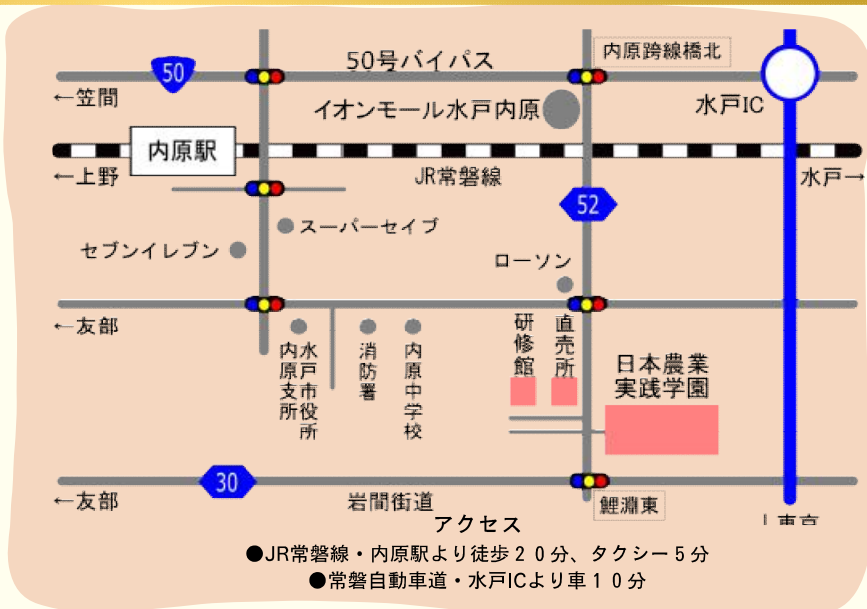 50
50号バイパス
内原跨線橋北
←笠間
イオンモール水戸内原
水戸IC
内原駅
←上野
JR常磐線
水戸→
52
スーパーセイブ
セブンイレブン
ローソン
←友部
水戸市役所
内原支所
消防署
内原中学校
研修館
直売所
日本農業
実践学園
30
←友部
岩間街道
鯉淵東
東京
アクセス
●JR常磐線・内原駅より徒歩２０分、タクシー５分
●常磐自動車道・水戸ICより車１０分